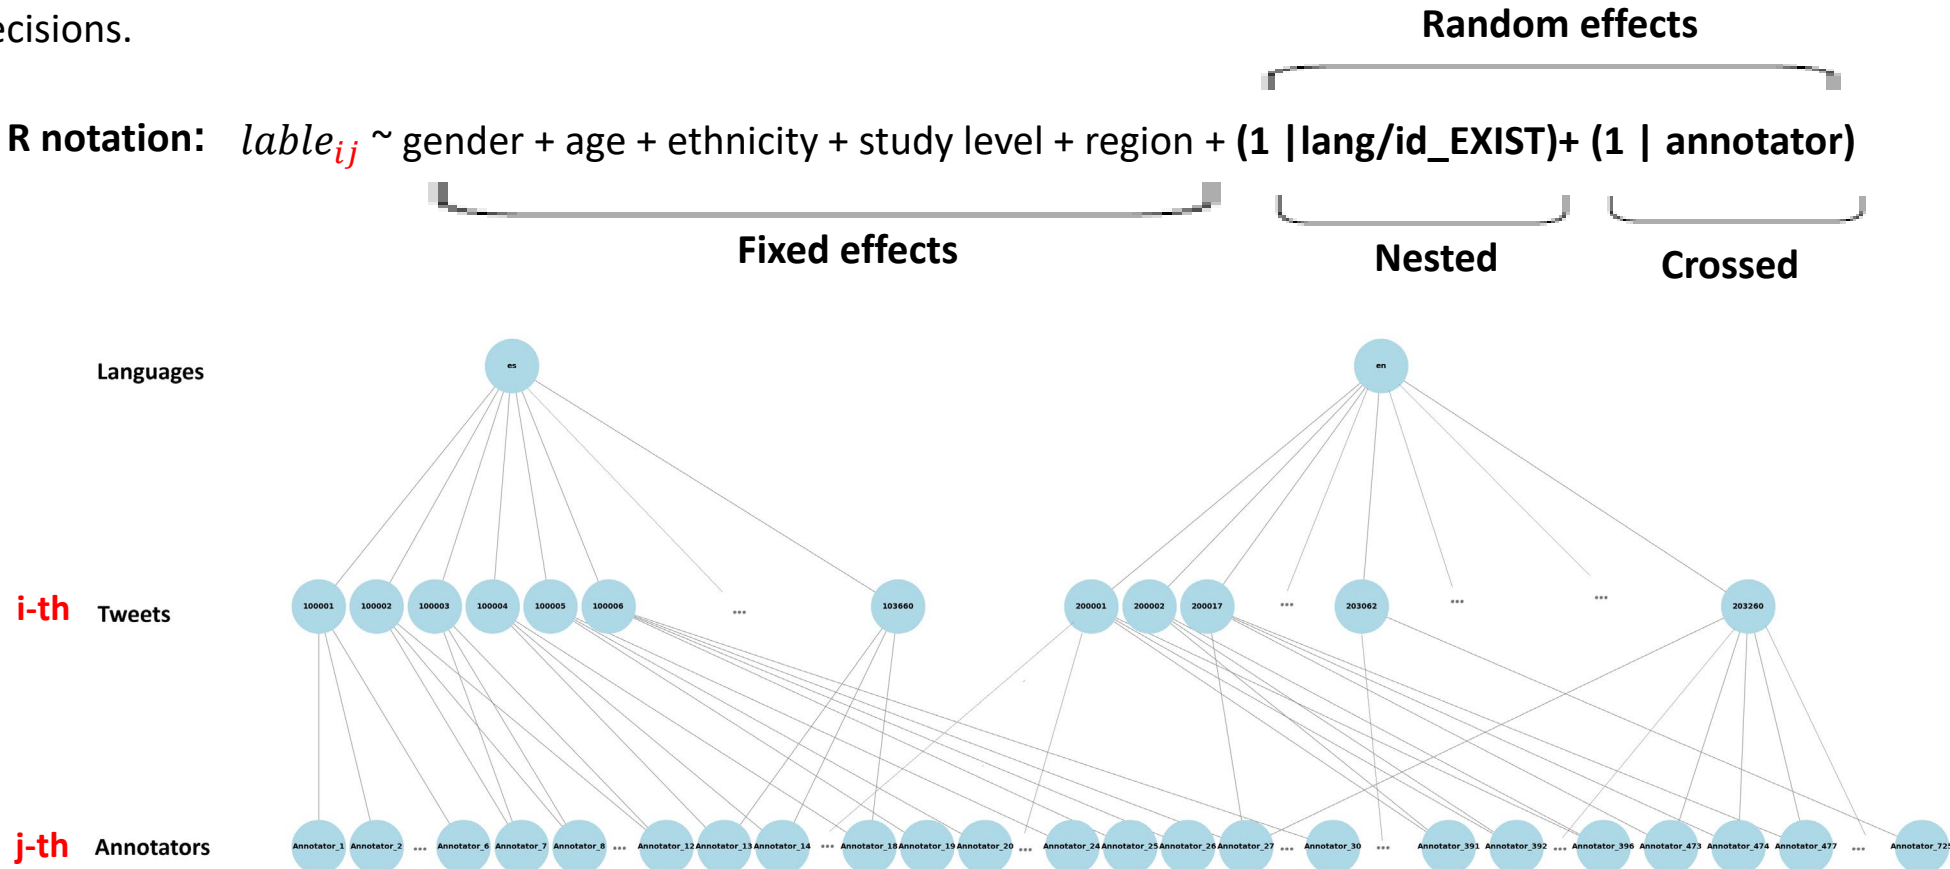 ecisions.
Random effects
R notation: lable_ij ~ gender + age + ethnicity + study level + region + (1 |lang/id_EXIST)+ (1 | annotator)
Fixed effects
Nested
Crossed
Languages
es
en
i-th Tweets
100001 100002 100003 100004 100005 100006 ... 103660 200001 200002 200017 ... 203062 ... ... 203260
j-th Annotators
Annotator_1 Annotator_2 ... Annotator_6 Annotator_7 Annotator_8 ... Annotator_12 Annotator_13 Annotator_14 ... Annotator_18 Annotator_19 Annotator_20 ... Annotator_24 Annotator_25 Annotator_26 Annotator_27 ... Annotator_30 ... Annotator_391 Annotator_392 ... Annotator_396 Annotator_473 Annotator_474 Annotator_477 ... Annotator_725